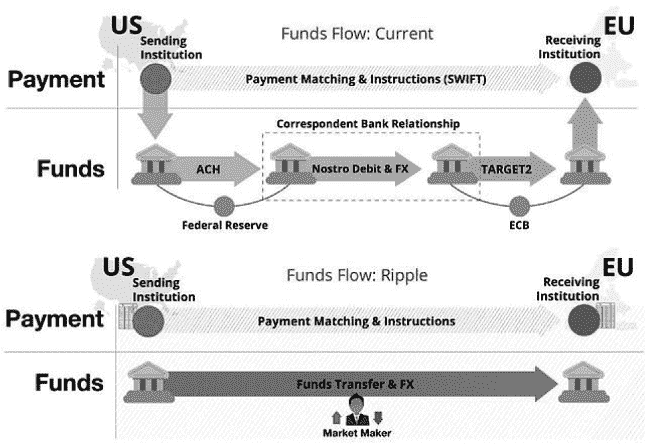 US
EU
Sending
Institution
Funds Flow: Current
Receiving
Institution
Payment
Payment Matching & Instructions (SWIFT)
Correspondent Bank Relationship
Funds
ACH
Nostro Debit & FX
TARGET2
Federal Reserve
ECB
US
EU
Sending
Institution
Funds Flow: Ripple
Receiving
Institution
Payment
Payment Matching & Instructions
Funds
Funds Transfer & FX
Market Maker